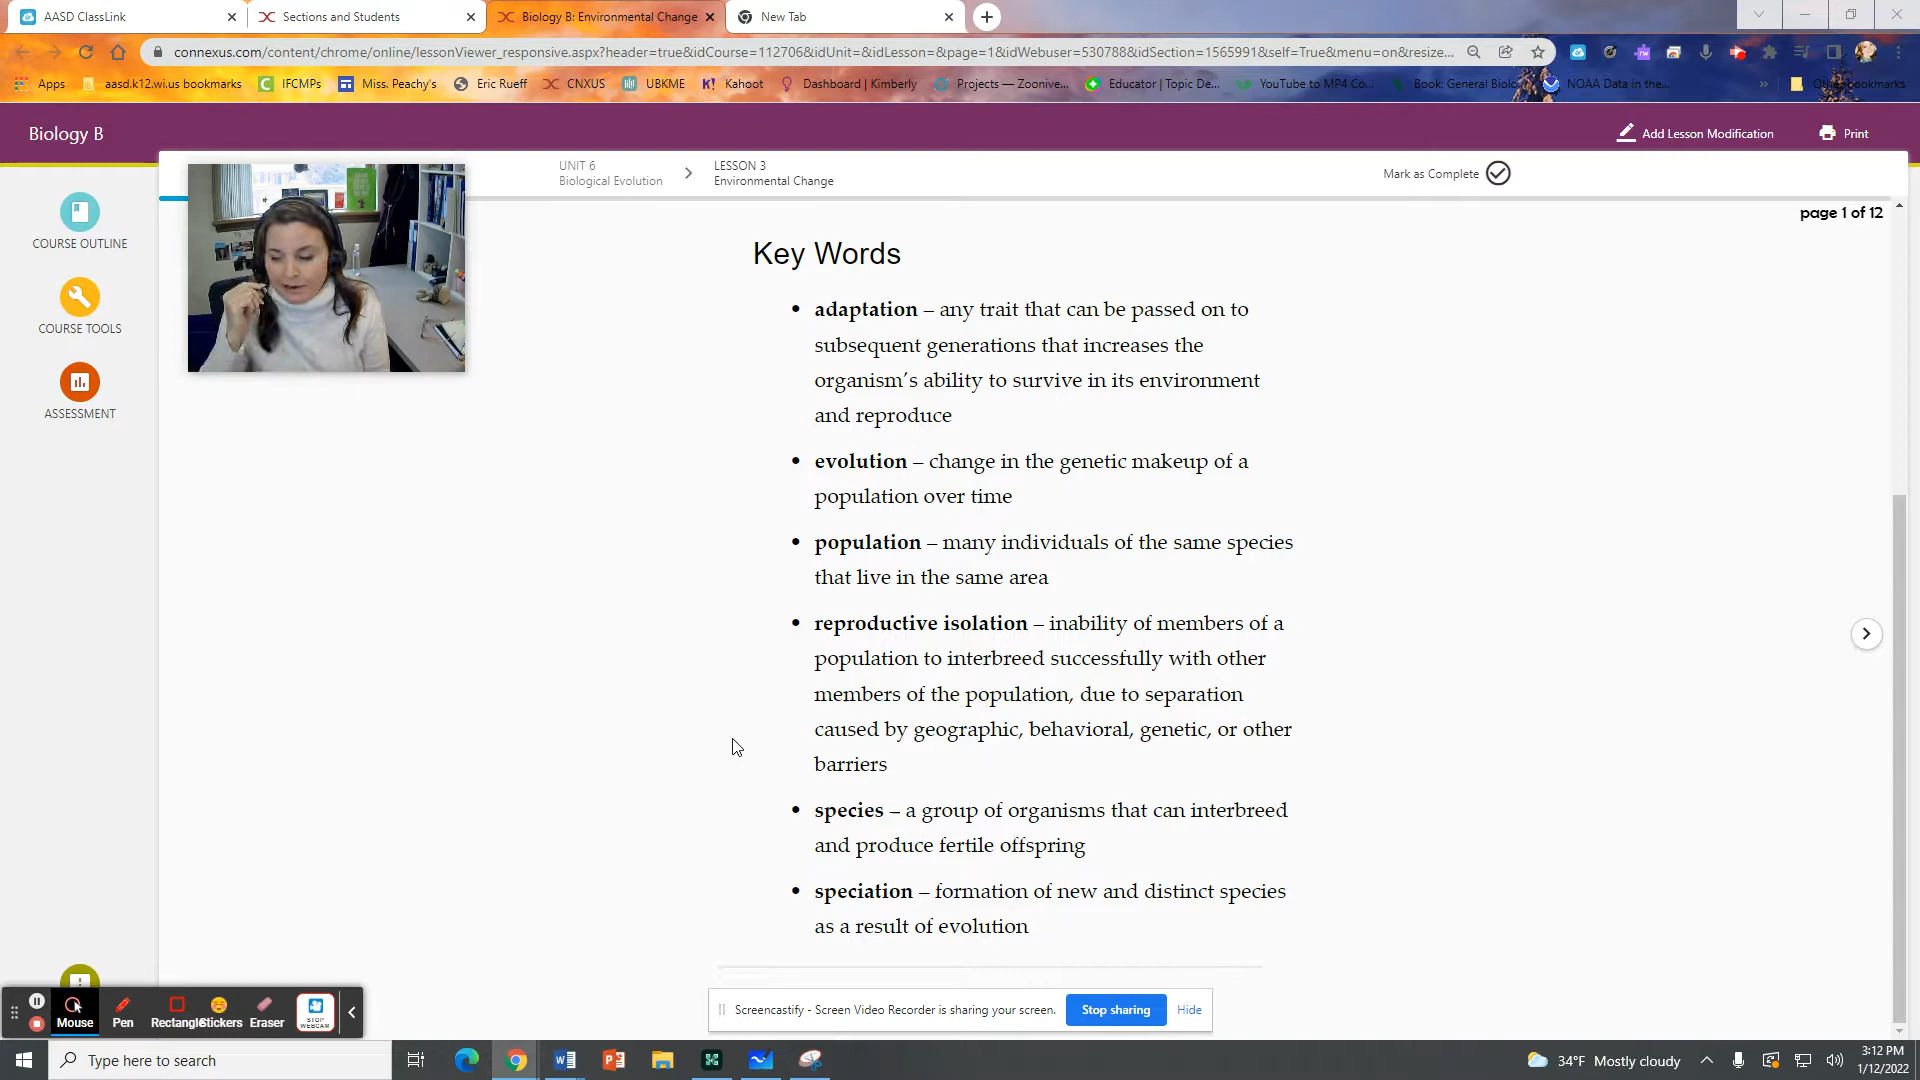 AASD ClassLink
Sections and Students
Biology B: Environmental Change
New Tab
connexus.com/content/chrome/online/lessonViewer_responsive.aspx?header=true&idCourse=112706&idUnit=&idLesson=&page=1&idWebuser=530788&idSection=1565991&self=True&menu=on&resize...
Apps
aasd.k12.wi.us bookmarks
IFCMPs
Miss. Peachy's
Eric Rueff
CNXUS
UBKME
K! Kahoot
Dashboard | Kimberly
Projects — Zoonive...
Educator | Topic De...
YouTube to MP4 Co...
Book: General Biolo
NOAA Data in the...
»
Other bookmarks
Biology B
Add Lesson Modification
Print
UNIT 6
Biological Evolution
LESSON 3
Environmental Change
Mark as Complete
page 1 of 12
COURSE OUTLINE
COURSE TOOLS
ASSESSMENT
Key Words
• adaptation – any trait that can be passed on to
subsequent generations that increases the
organism's ability to survive in its environment
and reproduce
• evolution – change in the genetic makeup of a
population over time
• population – many individuals of the same species
that live in the same area
• reproductive isolation – inability of members of a
population to interbreed successfully with other
members of the population, due to separation
caused by geographic, behavioral, genetic, or other
barriers
• species – a group of organisms that can interbreed
and produce fertile offspring
• speciation – formation of new and distinct species
as a result of evolution
Mouse
Pen
Rectangle
Stickers
Eraser
STOP
WEBCAM
Screencastify - Screen Video Recorder is sharing your screen.
Stop sharing
Hide
Type here to search
34°F Mostly cloudy
3:12 PM
1/12/2022